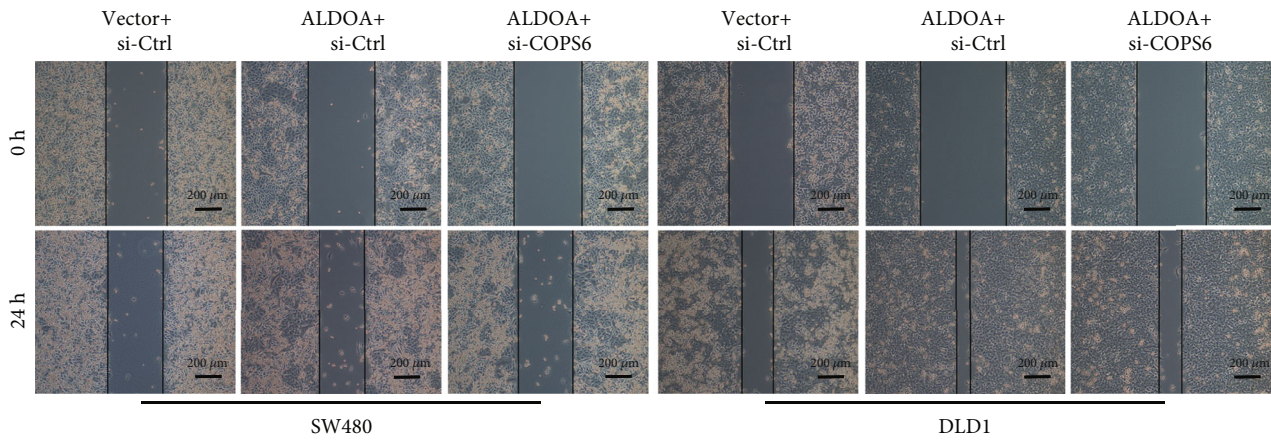 Vector+ si-Ctrl
ALDOA+ si-Ctrl
ALDOA+ si-COPS6
Vector+ si-Ctrl
ALDOA+ si-Ctrl
ALDOA+ si-COPS6
0 h
200 μm
200 μm
200 μm
200 μm
200 μm
200 μm
24 h
200 μm
200 μm
200 μm
200 μm
200 μm
200 μm
SW480
DLD1